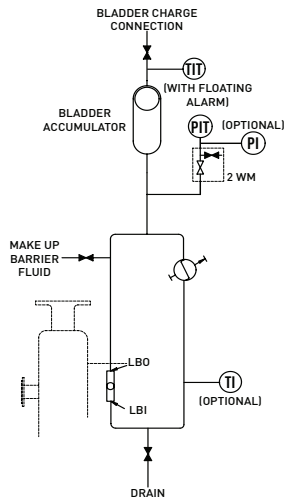 BLADDER CHARGE
CONNECTION
TIT
(WITH FLOATING
ALARM)
BLADDER
ACCUMULATOR
PIT
(OPTIONAL)
PI
2 WM
MAKE UP
BARRIER
FLUID
LBO
LBI
TI
(OPTIONAL)
DRAIN